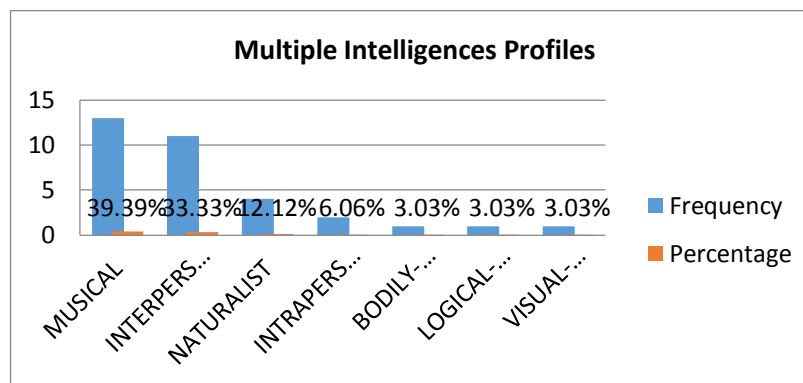 Multiple Intelligences Profiles
15
10
5
0
39.39% 33.33% 12.12% 6.06% 3.03% 3.03% 3.03%
MUSICAL
INTERPERS...
NATURALIST
INTRAPERS...
BODILY-...
LOGICAL-...
VISUAL-...
Frequency
Percentage